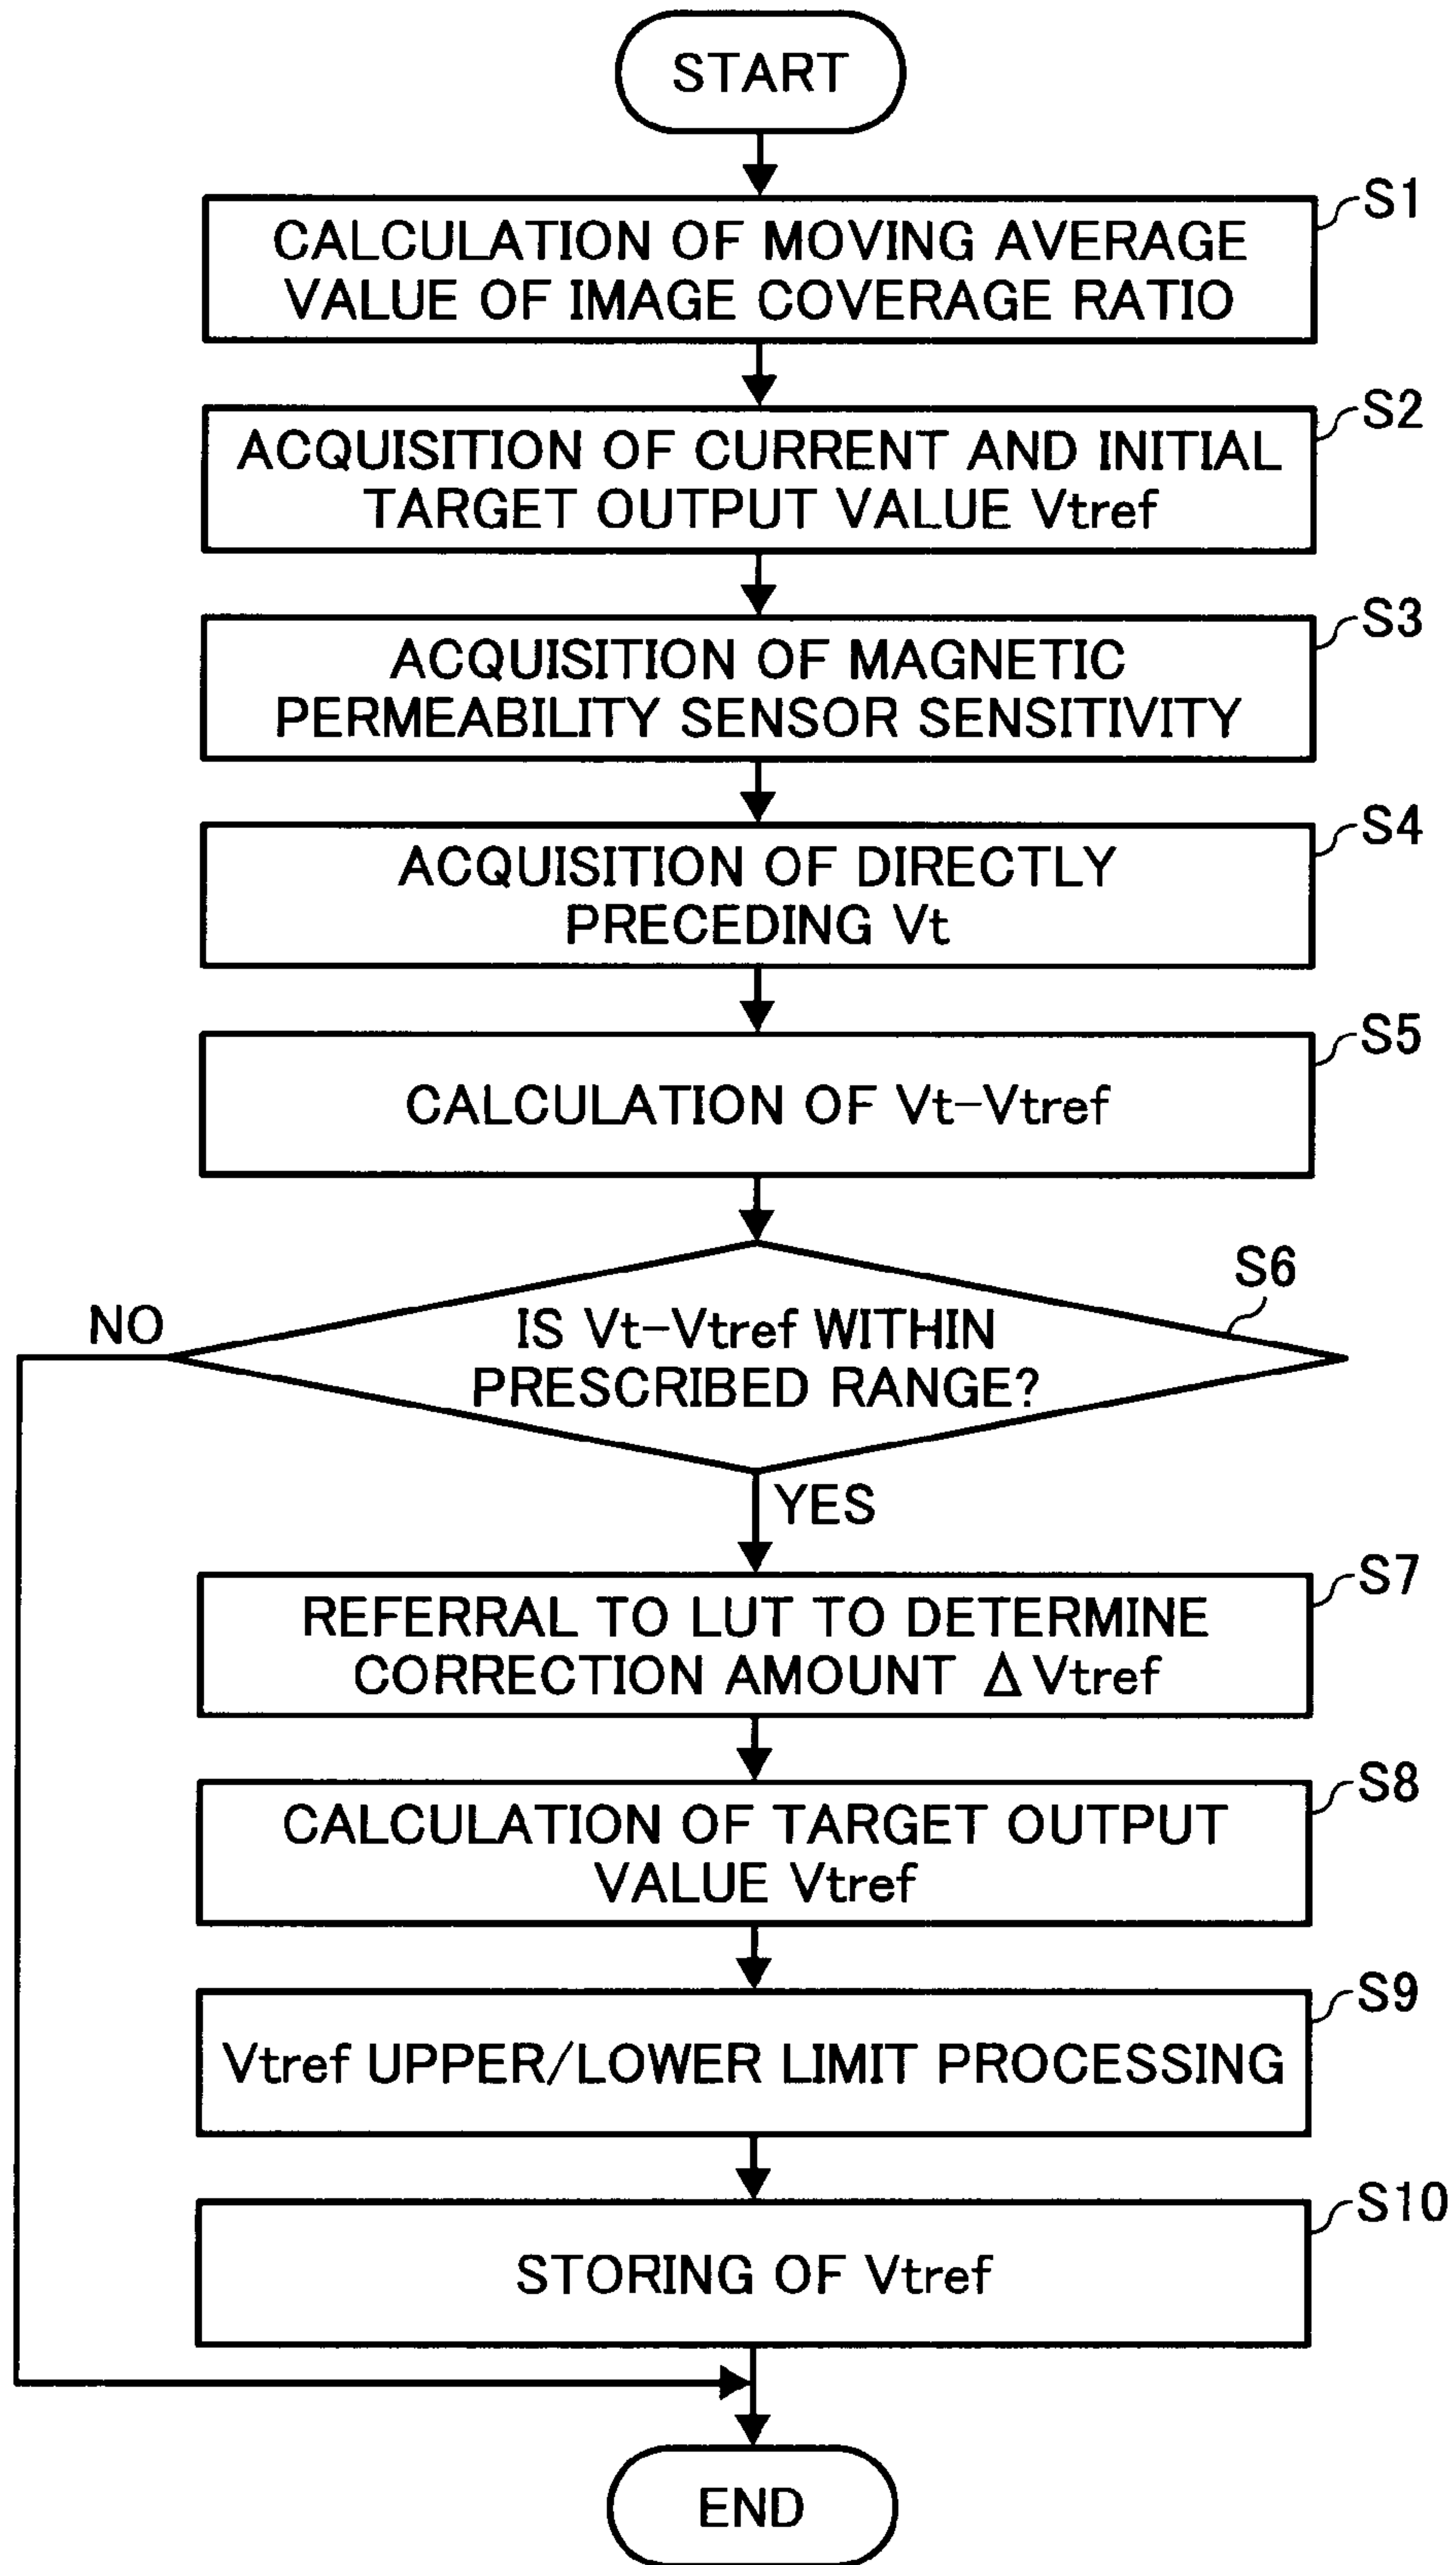 START
S1
CALCULATION OF MOVING AVERAGE
VALUE OF IMAGE COVERAGE RATIO
S2
ACQUISITION OF CURRENT AND INITIAL
TARGET OUTPUT VALUE Vtref
S3
ACQUISITION OF MAGNETIC
PERMEABILITY SENSOR SENSITIVITY
S4
ACQUISITION OF DIRECTLY
PRECEDING Vt
S5
CALCULATION OF Vt-Vtref
S6
NO
IS Vt-Vtref WITHIN
PRESCRIBED RANGE?
YES
S7
REFERRAL TO LUT TO DETERMINE
CORRECTION AMOUNT Δ Vtref
S8
CALCULATION OF TARGET OUTPUT
VALUE Vtref
S9
Vtref UPPER/LOWER LIMIT PROCESSING
S10
STORING OF Vtref
END